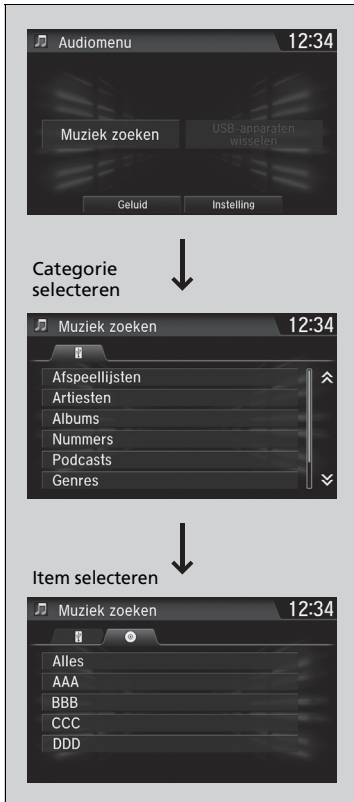 Audiomenu 12:34
Muziek zoeken
USB-apparaten
wisselen
Geluid Instelling
Categorie
selecteren
Muziek zoeken 12:34
Afspeellijsten
Artiesten
Albums
Nummers
Podcasts
Genres
Item selecteren
Muziek zoeken 12:34
Alles
AAA
BBB
CCC
DDD